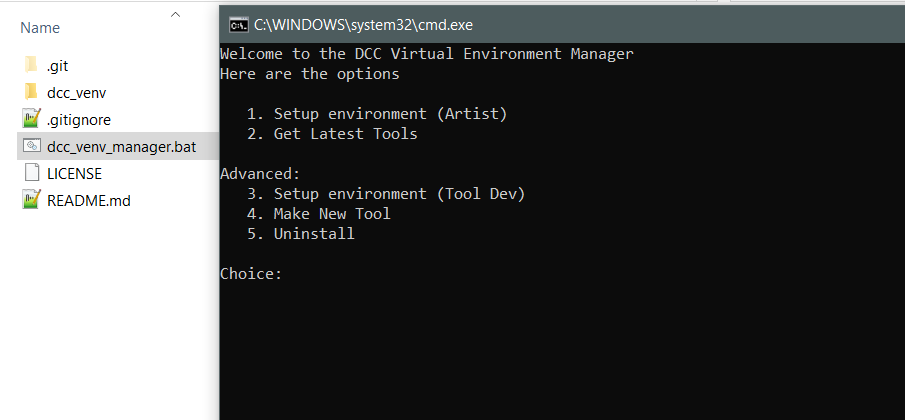 Name
.git
dcc_venv
.gitignore
dcc_venv_manager.bat
LICENSE
README.md
C:\WINDOWS\system32\cmd.exe
Welcome to the DCC Virtual Environment Manager
Here are the options
1. Setup environment (Artist)
2. Get Latest Tools
Advanced:
3. Setup environment (Tool Dev)
4. Make New Tool
5. Uninstall
Choice: